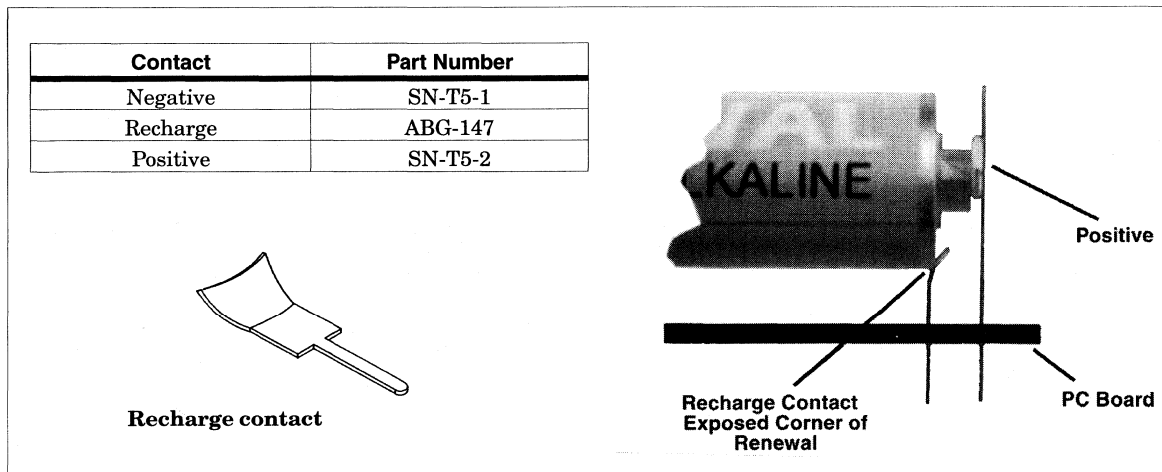 Contact Part Number
Negative SN-T5-1
Recharge ABG-147
Positive SN-T5-2
Recharge contact
KALINE
Positive
PC Board
Recharge Contact
Exposed Corner of
Renewal